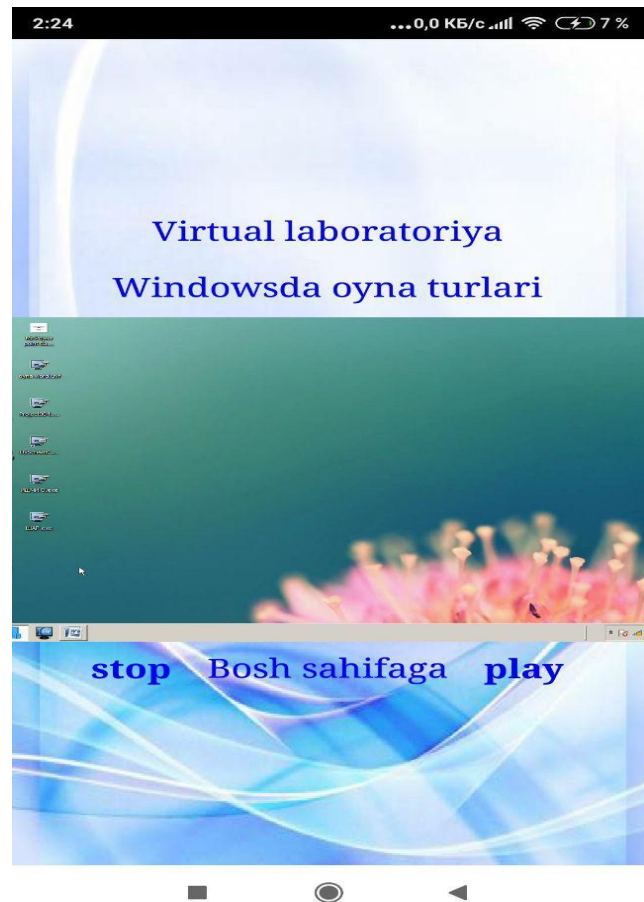 2:24 ...0,0 КБ/с 7 %
Virtual laboratoriya
Windowsda oyna turlari
stop Bosh sahifaga play